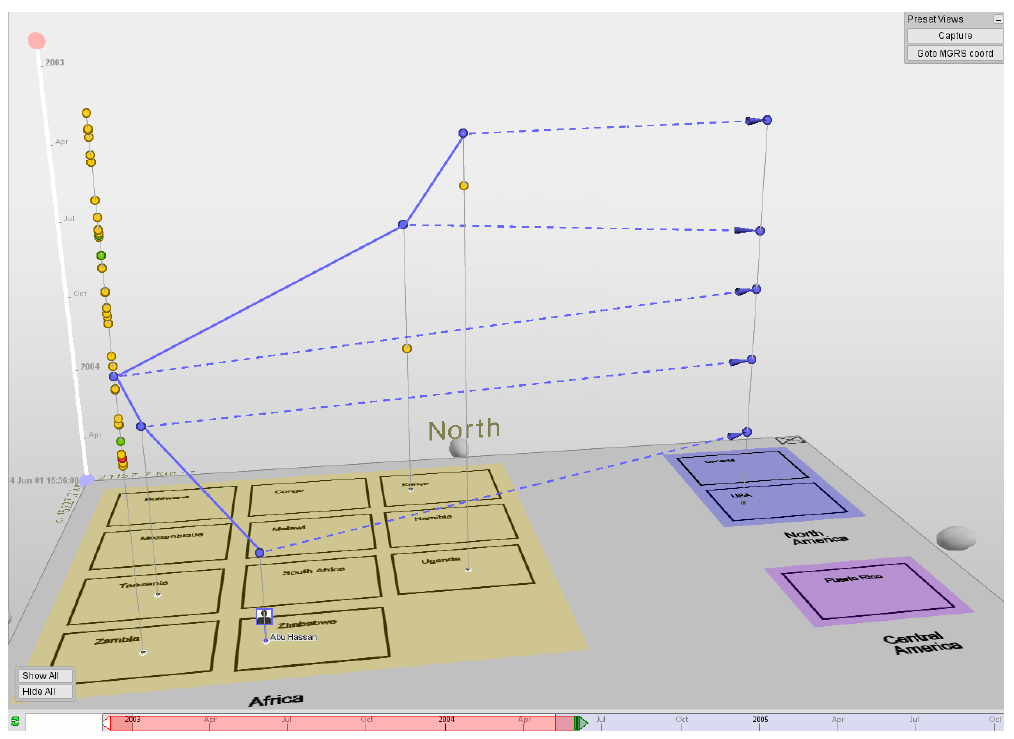 Preset Views
Capture
Goto MGRS coord
2003
Apr
Jul
Oct
2004
Apr
North
4 Jun 01 15:36:00
Botswana
Congo
Kenya
Mozambique
Malawi
Namibia
Tanzania
South Africa
Uganda
Zambia
Zimbabwe
Abu Hassan
Africa
Canada
USA
North
America
Puerto Rico
Central
America
Show All
Hide All
2003
Apr
Jul
Oct
2004
Apr
Jul
Oct
2005
Apr
Jul
Oct